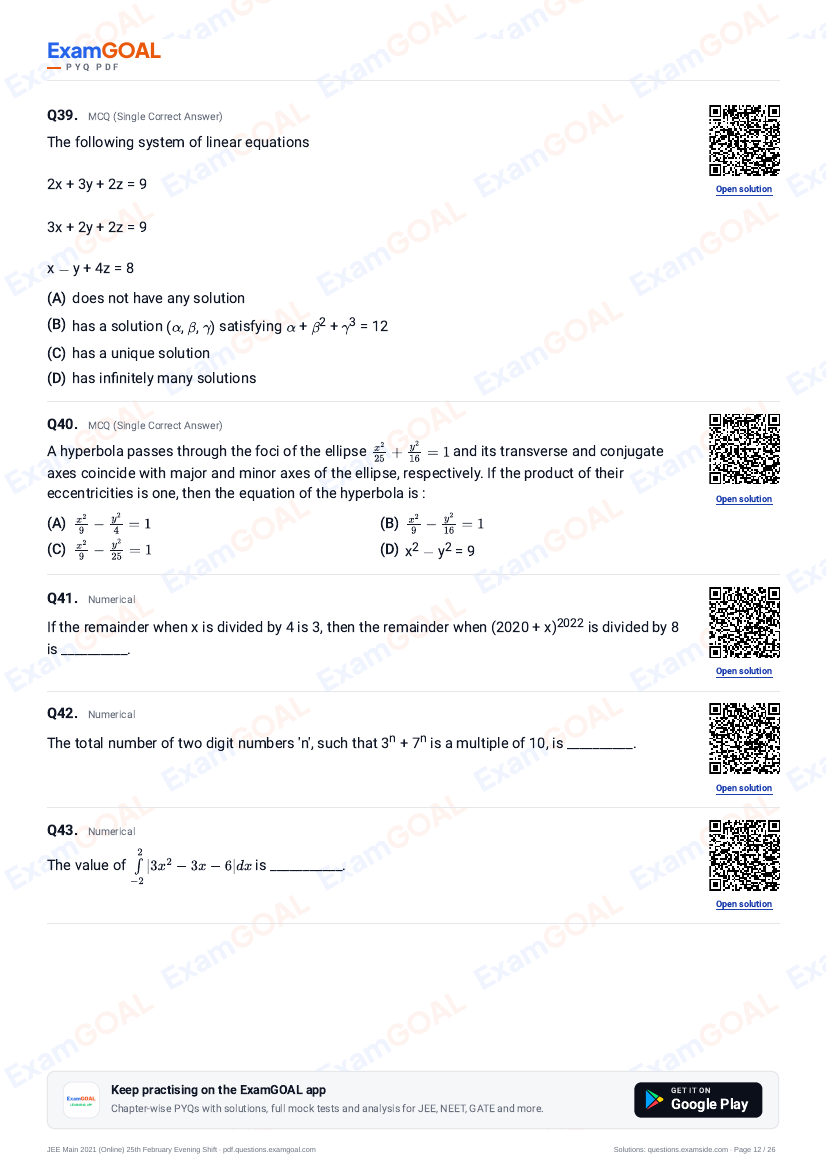 ExamGOAL
PYQ PDF
Q39. MCQ (Single Correct Answer)
The following system of linear equations
2x + 3y + 2z = 9
3x + 2y + 2z = 9
x − y + 4z = 8
(A) does not have any solution
(B) has a solution (α, β, γ) satisfying α + β² + γ³ = 12
(C) has a unique solution
(D) has infinitely many solutions
Open solution
Q40. MCQ (Single Correct Answer)
A hyperbola passes through the foci of the ellipse x²/25 + y²/16 = 1 and its transverse and conjugate
axes coincide with major and minor axes of the ellipse, respectively. If the product of their
eccentricities is one, then the equation of the hyperbola is :
(A) x²/9 − y²/4 = 1 (B) x²/9 − y²/16 = 1
(C) x²/9 − y²/25 = 1 (D) x² − y² = 9
Open solution
Q41. Numerical
If the remainder when x is divided by 4 is 3, then the remainder when (2020 + x)²⁰²² is divided by 8
is __________.
Open solution
Q42. Numerical
The total number of two digit numbers 'n', such that 3ⁿ + 7ⁿ is a multiple of 10, is __________.
Open solution
Q43. Numerical
The value of ∫₋₂² |3x² − 3x − 6|dx is ___________.
Open solution
ExamGOAL
Keep practising on the ExamGOAL app
Chapter-wise PYQs with solutions, full mock tests and analysis for JEE, NEET, GATE and more.
GET IT ON
Google Play
JEE Main 2021 (Online) 25th February Evening Shift · pdf.questions.examgoal.com
Solutions: questions.examside.com · Page 12 / 26